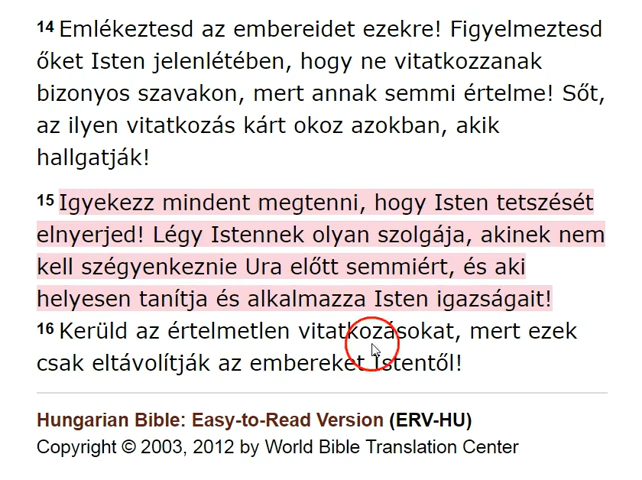 14 Emlékeztesd az embereidet ezekre! Figyelmeztesd
őket Isten jelenlétében, hogy ne vitatkozzanak
bizonyos szavakon, mert annak semmi értelme! Sőt,
az ilyen vitatkozás kárt okoz azokban, akik
hallgatják!
15 Igyekezz mindent megtenni, hogy Isten tetszését
elnyerjed! Légy Istennek olyan szolgája, akinek nem
kell szégyenkeznie Ura előtt semmiért, és aki
helyesen tanítja és alkalmazza Isten igazságait!
16 Kerüld az értelmetlen vitatkozásokat, mert ezek
csak eltávolítják az embereket Istentől!
Hungarian Bible: Easy-to-Read Version (ERV-HU)
Copyright © 2003, 2012 by World Bible Translation Center